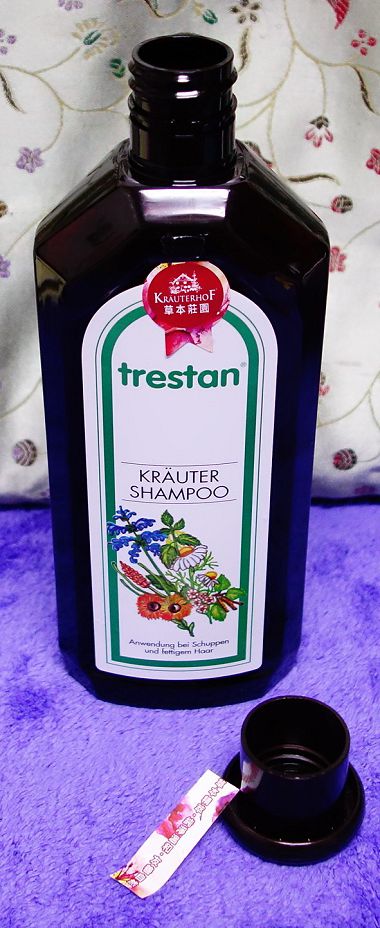 KRÄUTERHOF®
草本莊園
trestan®
KRÄUTER
SHAMPOO
Anwendung bei Schuppen
und fettigem Haar